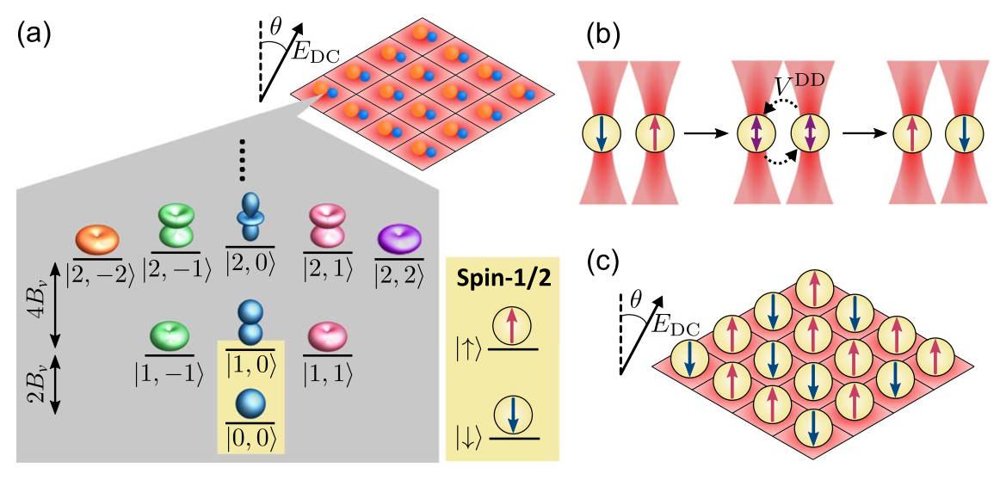 (a)
θ
E_DC
|2, −2⟩
|2, −1⟩
|2, 0⟩
|2, 1⟩
|2, 2⟩
4B_v
|1, −1⟩
|1, 0⟩
|1, 1⟩
2B_v
|0, 0⟩
Spin-1/2
|↑⟩
|↓⟩
(b)
V^DD
(c)
θ
E_DC